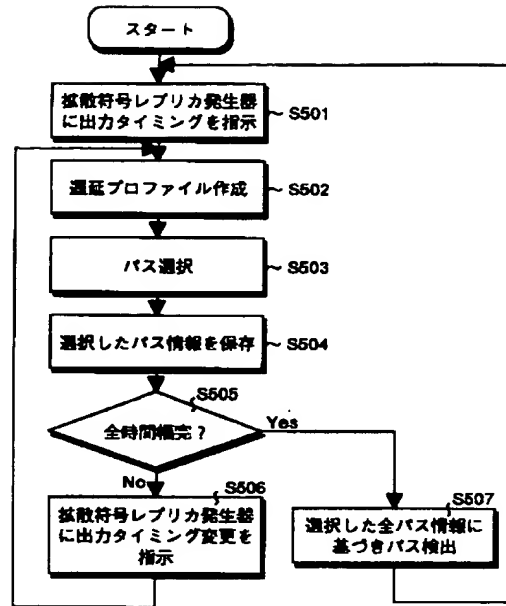 スタート
拡散符号レプリカ発生器
に出力タイミングを指示
S501
遅延プロファイル作成
S502
パス選択
S503
選択したパス情報を保存
S504
S505
全時間幅完?
Yes
No
S506
拡散符号レプリカ発生器
に出力タイミング変更を
指示
S507
選択した全パス情報に
基づきパス検出